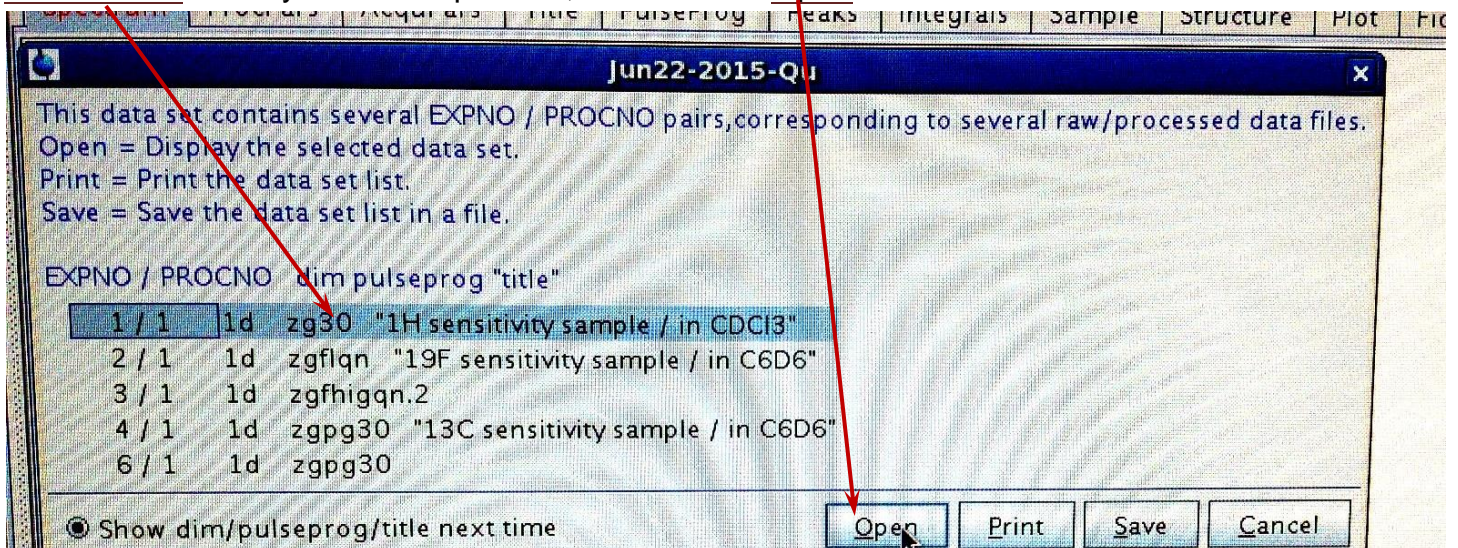 Spectrum ProcPars AcquPars Title PulseProg Peaks Integrals Sample Structure Plot
Jun22-2015-Qu
This data set contains several EXPNO / PROCNO pairs,corresponding to several raw/processed data files.
Open = Display the selected data set.
Print = Print the data set list.
Save = Save the data set list in a file.
EXPNO / PROCNO dim pulseprog "title"
1 / 1 1d zg30 "1H sensitivity sample / in CDCl3"
2 / 1 1d zgflqn "19F sensitivity sample / in C6D6"
3 / 1 1d zgfhigqn.2
4 / 1 1d zgpg30 "13C sensitivity sample / in C6D6"
6 / 1 1d zgpg30
Show dim/pulseprog/title next time Open Print Save Cancel